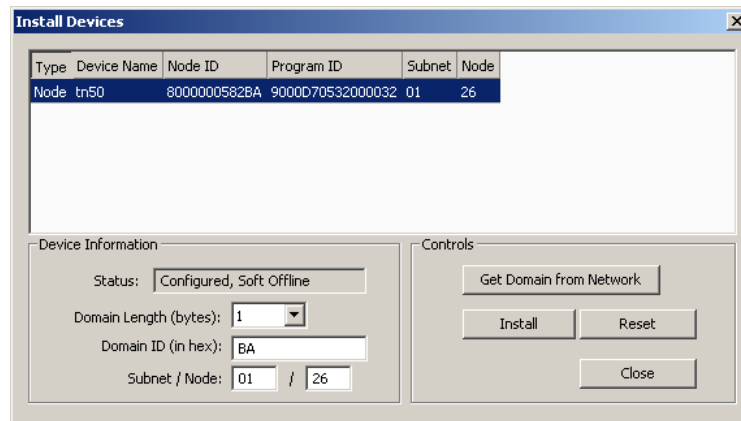 Install Devices
Type Device Name Node ID Program ID Subnet Node
Node tn50 8000000582BA 9000D70532000032 01 26
Device Information
Status: Configured, Soft Offline
Domain Length (bytes): 1
Domain ID (in hex): BA
Subnet / Node: 01 / 26
Controls
Get Domain from Network
Install Reset
Close